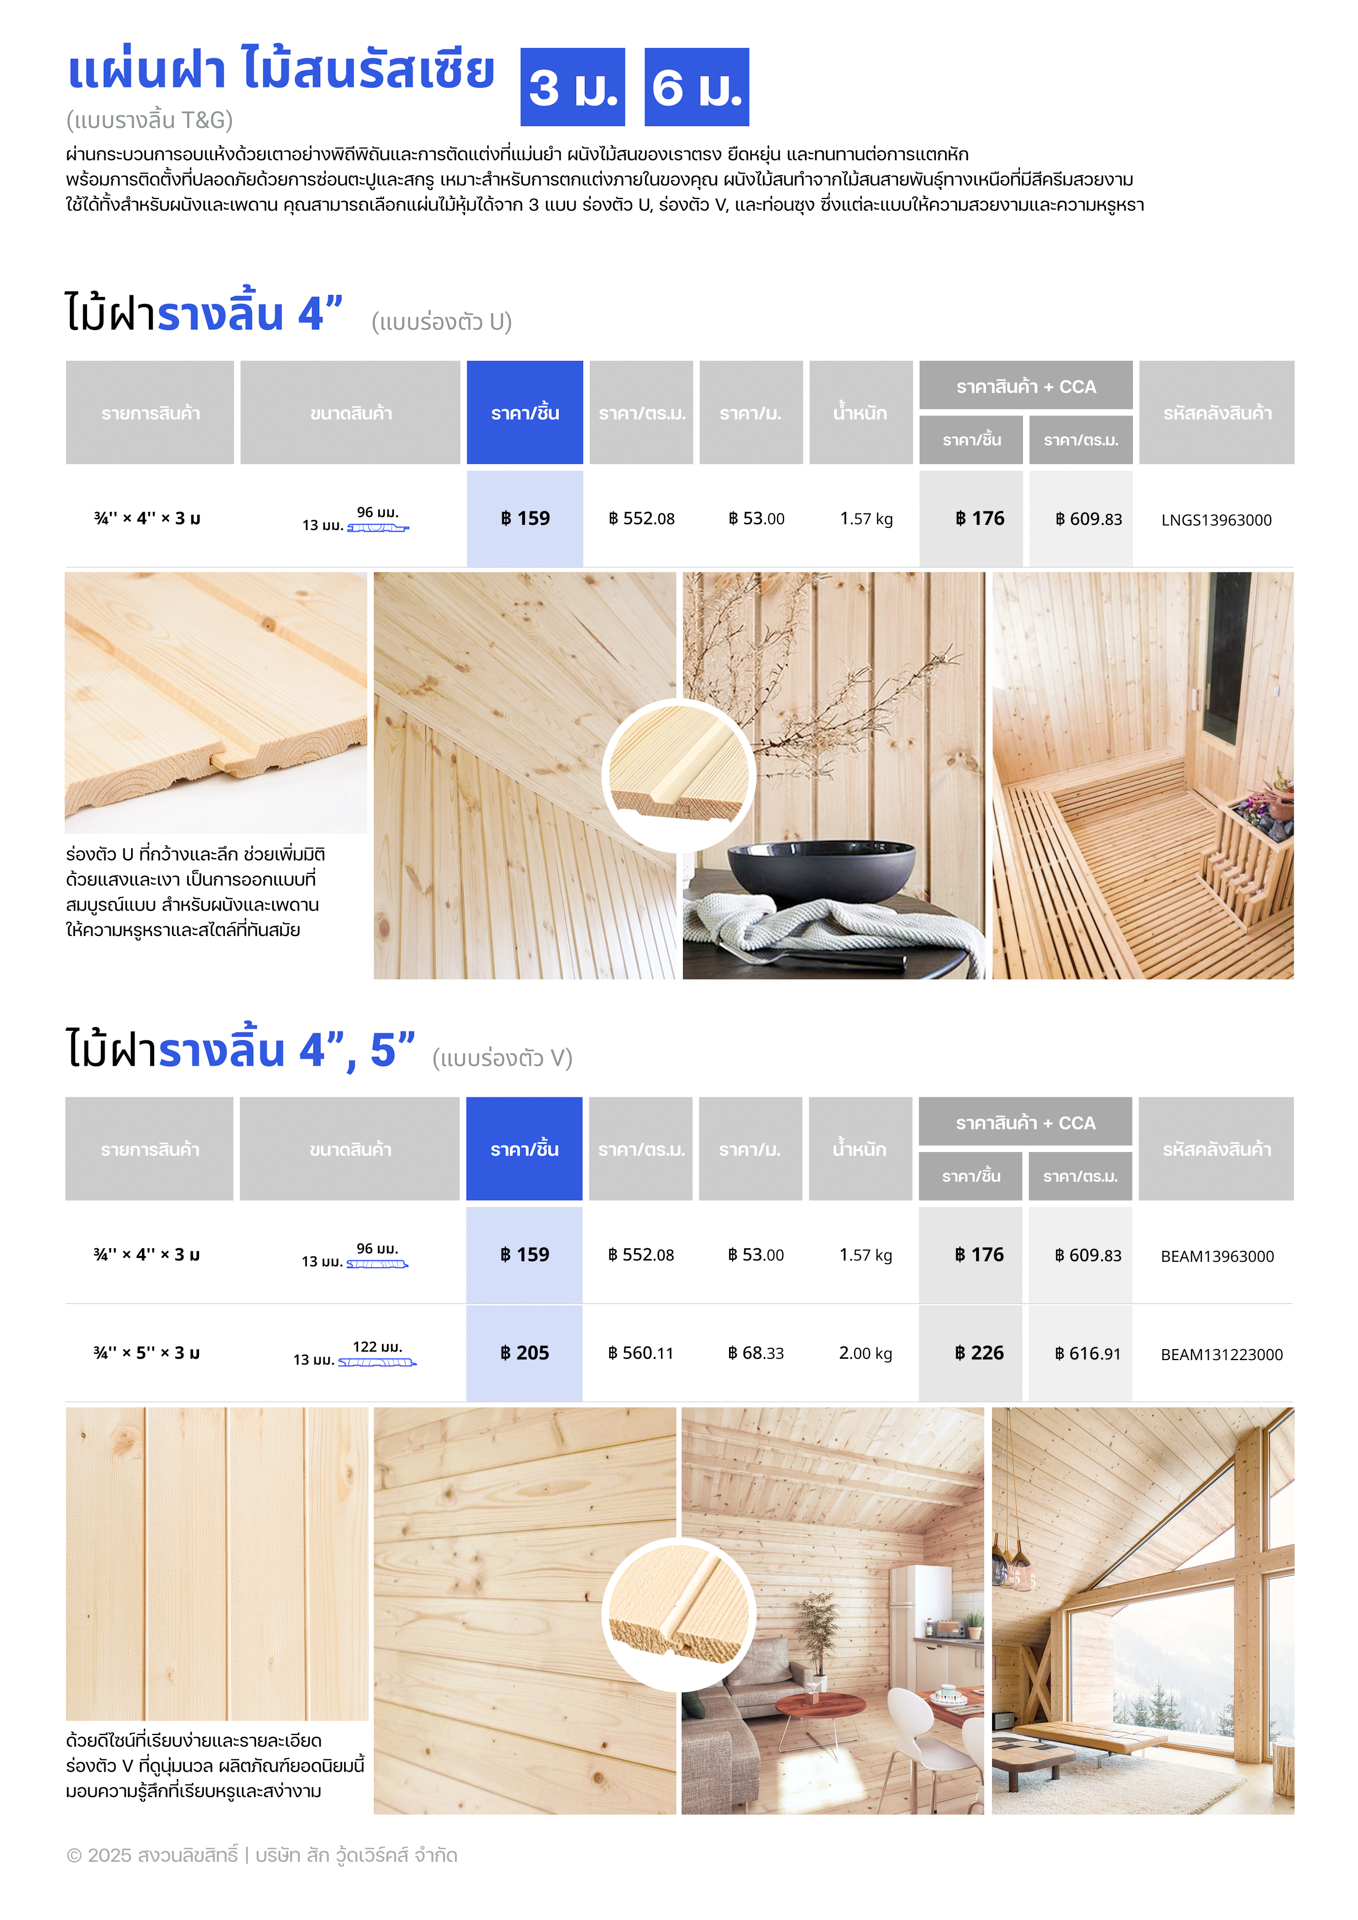 แผ่นฝา ไม้สนรัสเซีย 3 ม. 6 ม.
(แบบรางลิ้น T&G)
ผ่านกระบวนการอบแห้งด้วยเตาอย่างพิถีพิถันและการตัดแต่งที่แม่นยำ ผนังไม้สนของเราตรง ยืดหยุ่น และทนทานต่อการแตกหัก
พร้อมการติดตั้งที่ปลอดภัยด้วยการซ่อนตะปูและสกรู เหมาะสำหรับการตกแต่งภายในของคุณ ผนังไม้สนทำจากไม้สนสายพันธุ์ทางเหนือที่มีสีครีมสวยงาม
ใช้ได้ทั้งสำหรับผนังและเพดาน คุณสามารถเลือกแผ่นไม้หุ้มได้จาก 3 แบบ ร่องตัว U, ร่องตัว V, และท่อนซุง ซึ่งแต่ละแบบให้ความสวยงามและความหรูหรา
ไม้ฝารางลิ้น 4” (แบบร่องตัว U)
รายการสินค้า ขนาดสินค้า ราคา/ชิ้น ราคา/ตร.ม. ราคา/ม. น้ำหนัก ราคาสินค้า + CCA รหัสคลังสินค้า
ราคา/ชิ้น ราคา/ตร.ม.
¾'' × 4'' × 3 ม 13 มม. 96 มม. ฿ 159 ฿ 552.08 ฿ 53.00 1.57 kg ฿ 176 ฿ 609.83 LNGS13963000
ร่องตัว U ที่กว้างและลึก ช่วยเพิ่มมิติ
ด้วยแสงและเงา เป็นการออกแบบที่
สมบูรณ์แบบ สำหรับผนังและเพดาน
ให้ความหรูหราและสไตล์ที่ทันสมัย
ไม้ฝารางลิ้น 4”, 5” (แบบร่องตัว V)
รายการสินค้า ขนาดสินค้า ราคา/ชิ้น ราคา/ตร.ม. ราคา/ม. น้ำหนัก ราคาสินค้า + CCA รหัสคลังสินค้า
ราคา/ชิ้น ราคา/ตร.ม.
¾'' × 4'' × 3 ม 13 มม. 96 มม. ฿ 159 ฿ 552.08 ฿ 53.00 1.57 kg ฿ 176 ฿ 609.83 BEAM13963000
¾'' × 5'' × 3 ม 13 มม. 122 มม. ฿ 205 ฿ 560.11 ฿ 68.33 2.00 kg ฿ 226 ฿ 616.91 BEAM131223000
ด้วยดีไซน์ที่เรียบง่ายและรายละเอียด
ร่องตัว V ที่ดูนุ่มนวล ผลิตภัณฑ์ยอดนิยมนี้
มอบความรู้สึกที่เรียบหรูและสง่างาม
© 2025 สงวนลิขสิทธิ์ | บริษัท สัก วู้ดเวิร์คส์ จำกัด